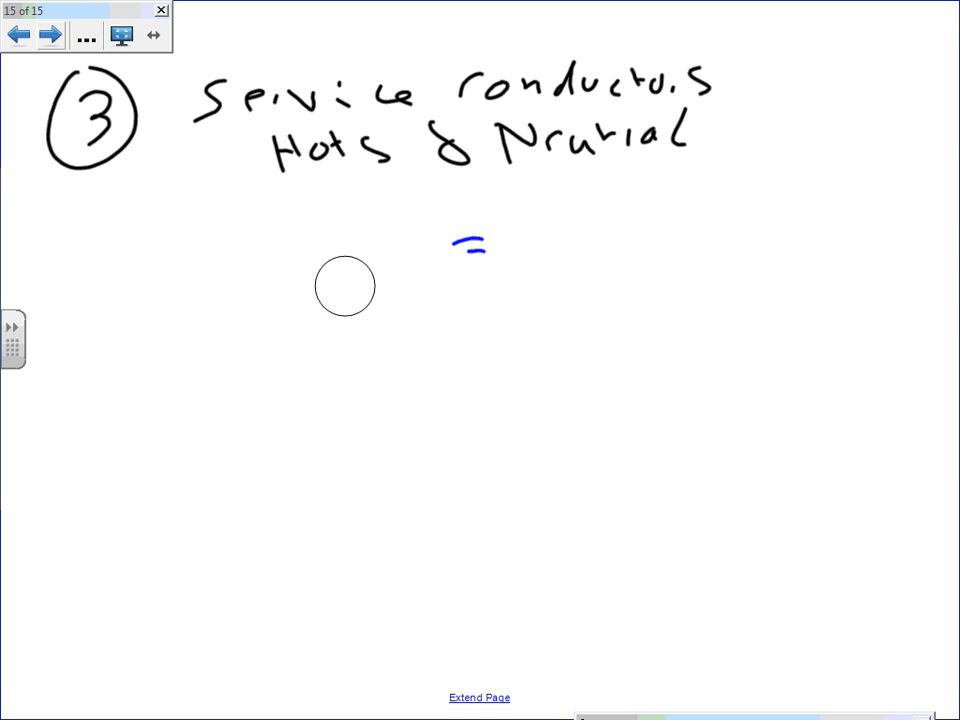 15 of 15
...
③ Service conductors
Hots & Neutral
=
Extend Page